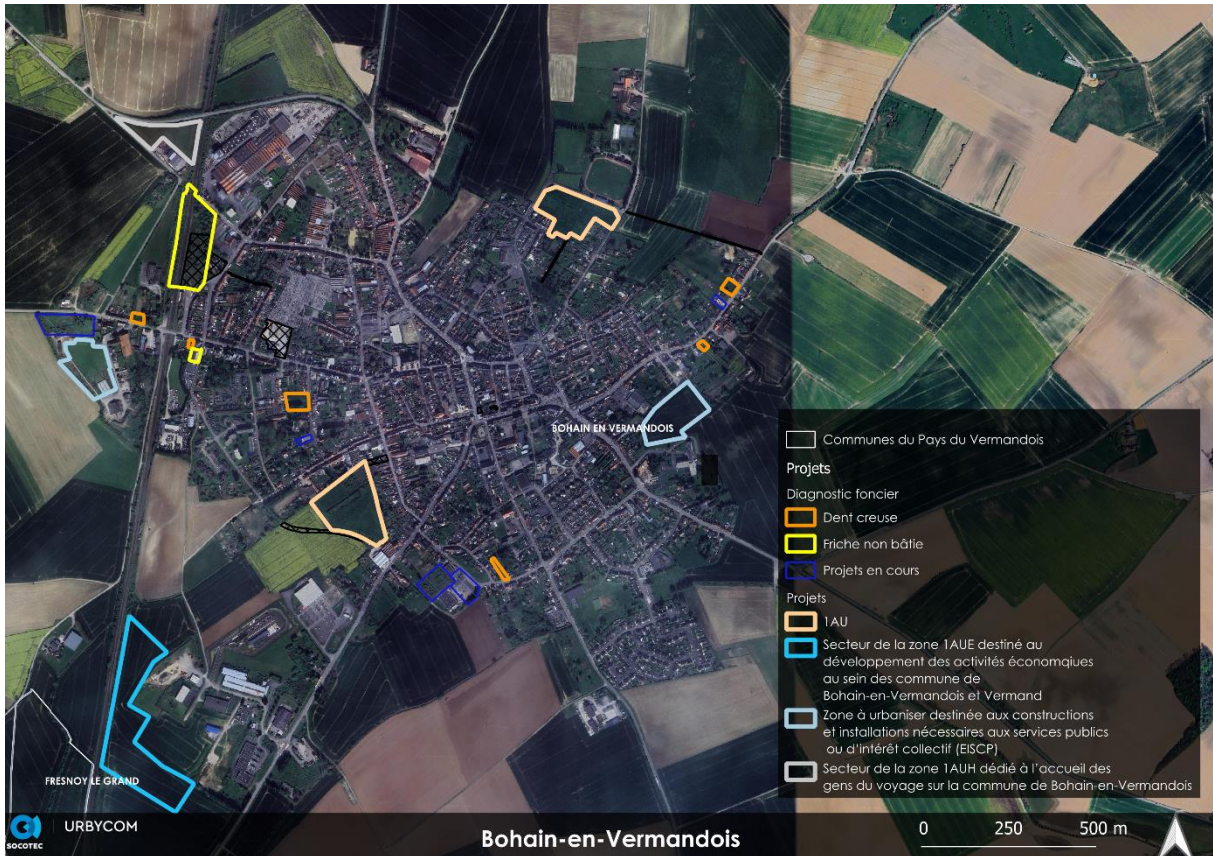 BOHAIN EN VERMANDOIS
FRESNOY LE GRAND
Communes du Pays du Vermandois
Projets
Diagnostic foncier
Dent creuse
Friche non bâtie
Projets en cours
Projets
1AU
Secteur de la zone 1AUE destiné au
développement des activités économqiues
au sein des commune de
Bohain-en-Vermandois et Vermand
Zone à urbaniser destinée aux constructions
et installations nécessaires aux services publics
ou d'intérêt collectif (EISCP)
Secteur de la zone 1AUH dédié à l'accueil des
gens du voyage sur la commune de Bohain-en-Vermandois
SOCOTEC
URBYCOM
Bohain-en-Vermandois
0 250 500 m